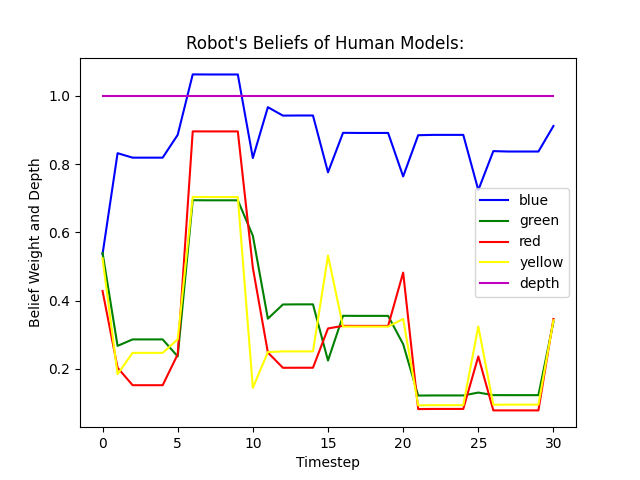 Robot's Beliefs of Human Models:
Belief Weight and Depth
1.0
0.8
0.6
0.4
0.2
blue
green
red
yellow
depth
0 5 10 15 20 25 30
Timestep